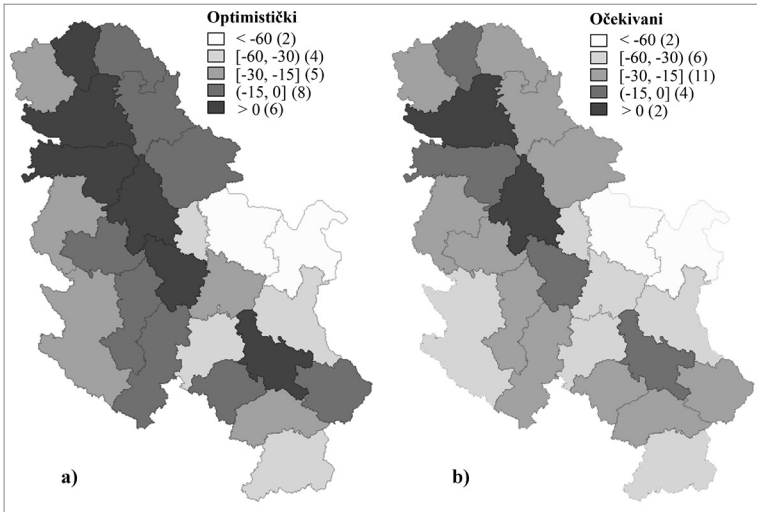 Optimistički
< -60 (2)
[-60, -30) (4)
[-30, -15] (5)
(-15, 0] (8)
> 0 (6)
a)
Očekivani
< -60 (2)
[-60, -30) (6)
[-30, -15] (11)
(-15, 0] (4)
> 0 (2)
b)